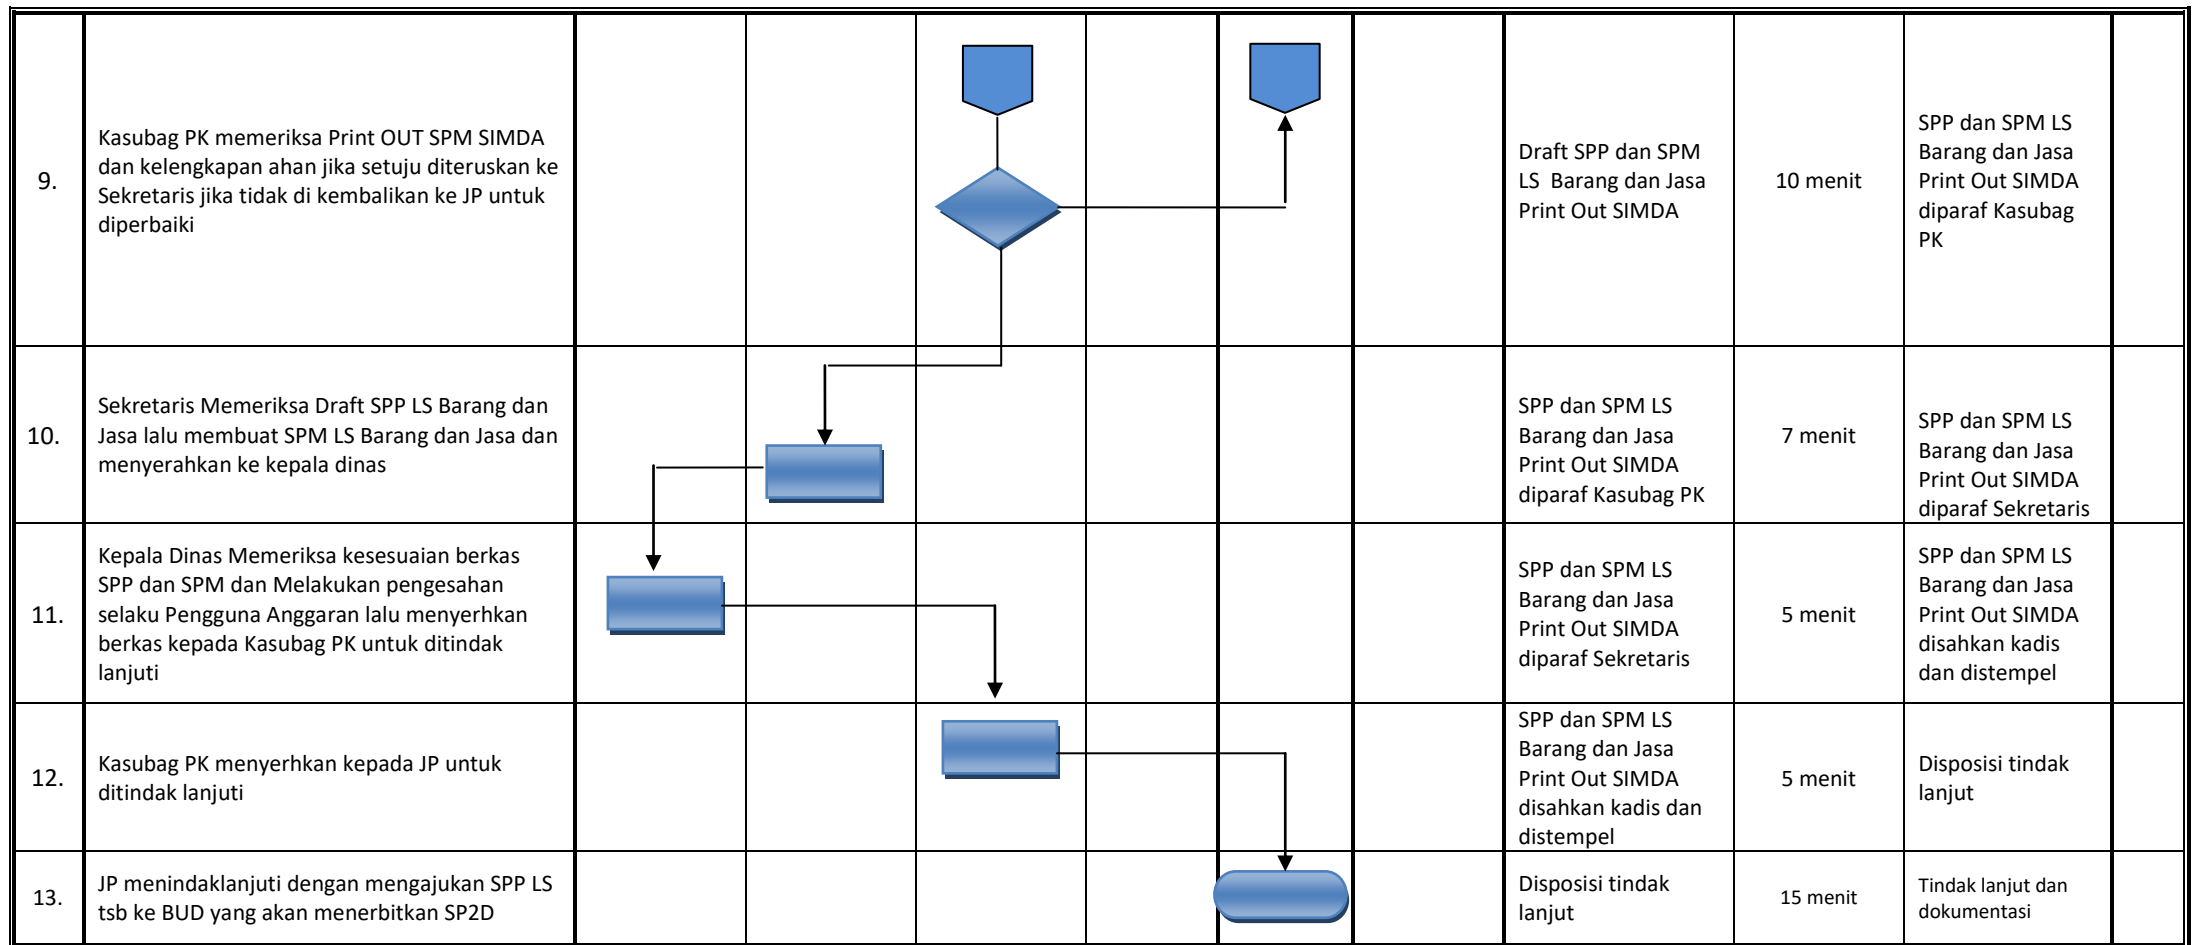 9.
Kasubag PK memeriksa Print OUT SPM SIMDA
dan kelengkapan ahan jika setuju diteruskan ke
Sekretaris jika tidak di kembalikan ke JP untuk
diperbaiki
Draft SPP dan SPM
LS Barang dan Jasa
Print Out SIMDA
10 menit
SPP dan SPM LS
Barang dan Jasa
Print Out SIMDA
diparaf Kasubag
PK
10.
Sekretaris Memeriksa Draft SPP LS Barang dan
Jasa lalu membuat SPM LS Barang dan Jasa dan
menyerahkan ke kepala dinas
SPP dan SPM LS
Barang dan Jasa
Print Out SIMDA
diparaf Kasubag PK
7 menit
SPP dan SPM LS
Barang dan Jasa
Print Out SIMDA
diparaf Sekretaris
11.
Kepala Dinas Memeriksa kesesuaian berkas
SPP dan SPM dan Melakukan pengesahan
selaku Pengguna Anggaran lalu menyerhkan
berkas kepada Kasubag PK untuk ditindak
lanjuti
SPP dan SPM LS
Barang dan Jasa
Print Out SIMDA
diparaf Sekretaris
5 menit
SPP dan SPM LS
Barang dan Jasa
Print Out SIMDA
disahkan kadis
dan distempel
12.
Kasubag PK menyerhkan kepada JP untuk
ditindak lanjuti
SPP dan SPM LS
Barang dan Jasa
Print Out SIMDA
disahkan kadis dan
distempel
5 menit
Disposisi tindak
lanjut
13.
JP menindaklanjuti dengan mengajukan SPP LS
tsb ke BUD yang akan menerbitkan SP2D
Disposisi tindak
lanjut
15 menit
Tindak lanjut dan
dokumentasi